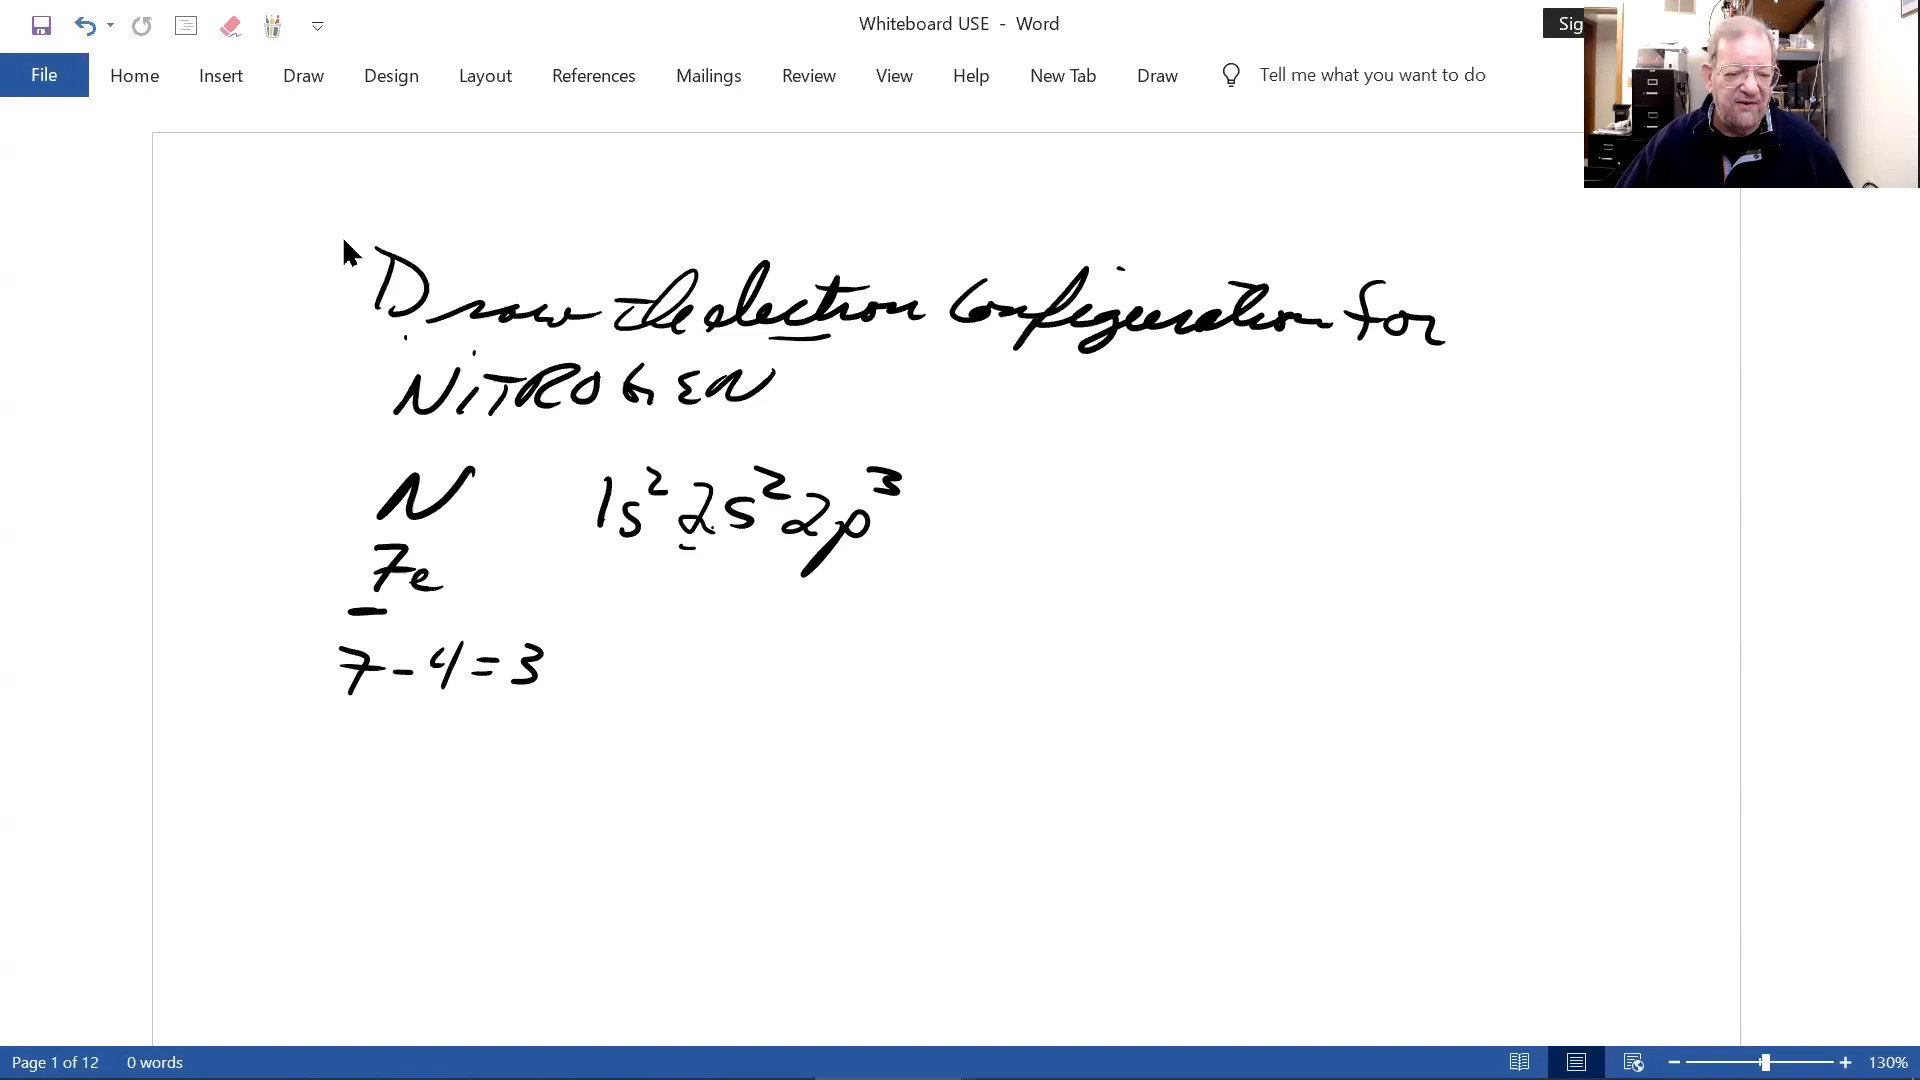 Whiteboard USE - Word
Sig
File Home Insert Draw Design Layout References Mailings Review View Help New Tab Draw Tell me what you want to do
Draw the electron Configuration for
NiTROGEN
N 1s² 2s² 2p³
7e
7 - 4 = 3
Page 1 of 12 0 words 130%